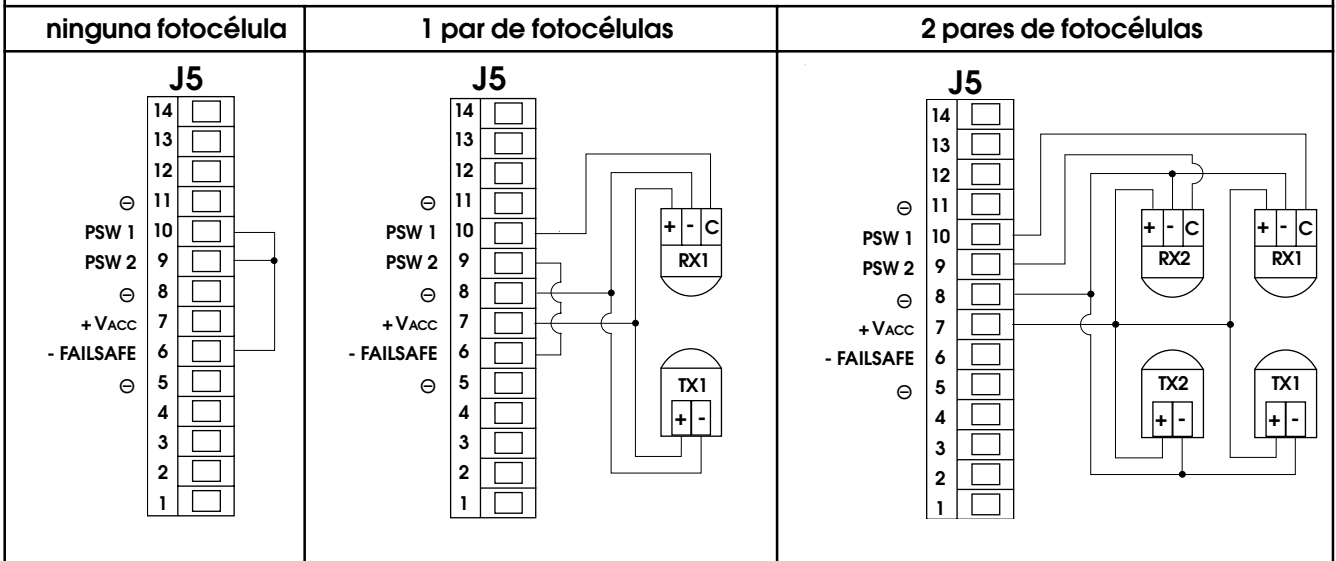 ninguna fotocélula
1 par de fotocélulas
2 pares de fotocélulas
J5
14
13
12
⊖ 11
PSW 1 10
PSW 2 9
⊖ 8
+ VACC 7
- FAILSAFE 6
⊖ 5
4
3
2
1
J5
14
13
12
⊖ 11
PSW 1 10
PSW 2 9
⊖ 8
+ VACC 7
- FAILSAFE 6
⊖ 5
4
3
2
1
+ - C
RX1
TX1
+ -
J5
14
13
12
⊖ 11
PSW 1 10
PSW 2 9
⊖ 8
+ VACC 7
- FAILSAFE 6
⊖ 5
4
3
2
1
+ - C
RX2
+ - C
RX1
TX2
+ -
TX1
+ -